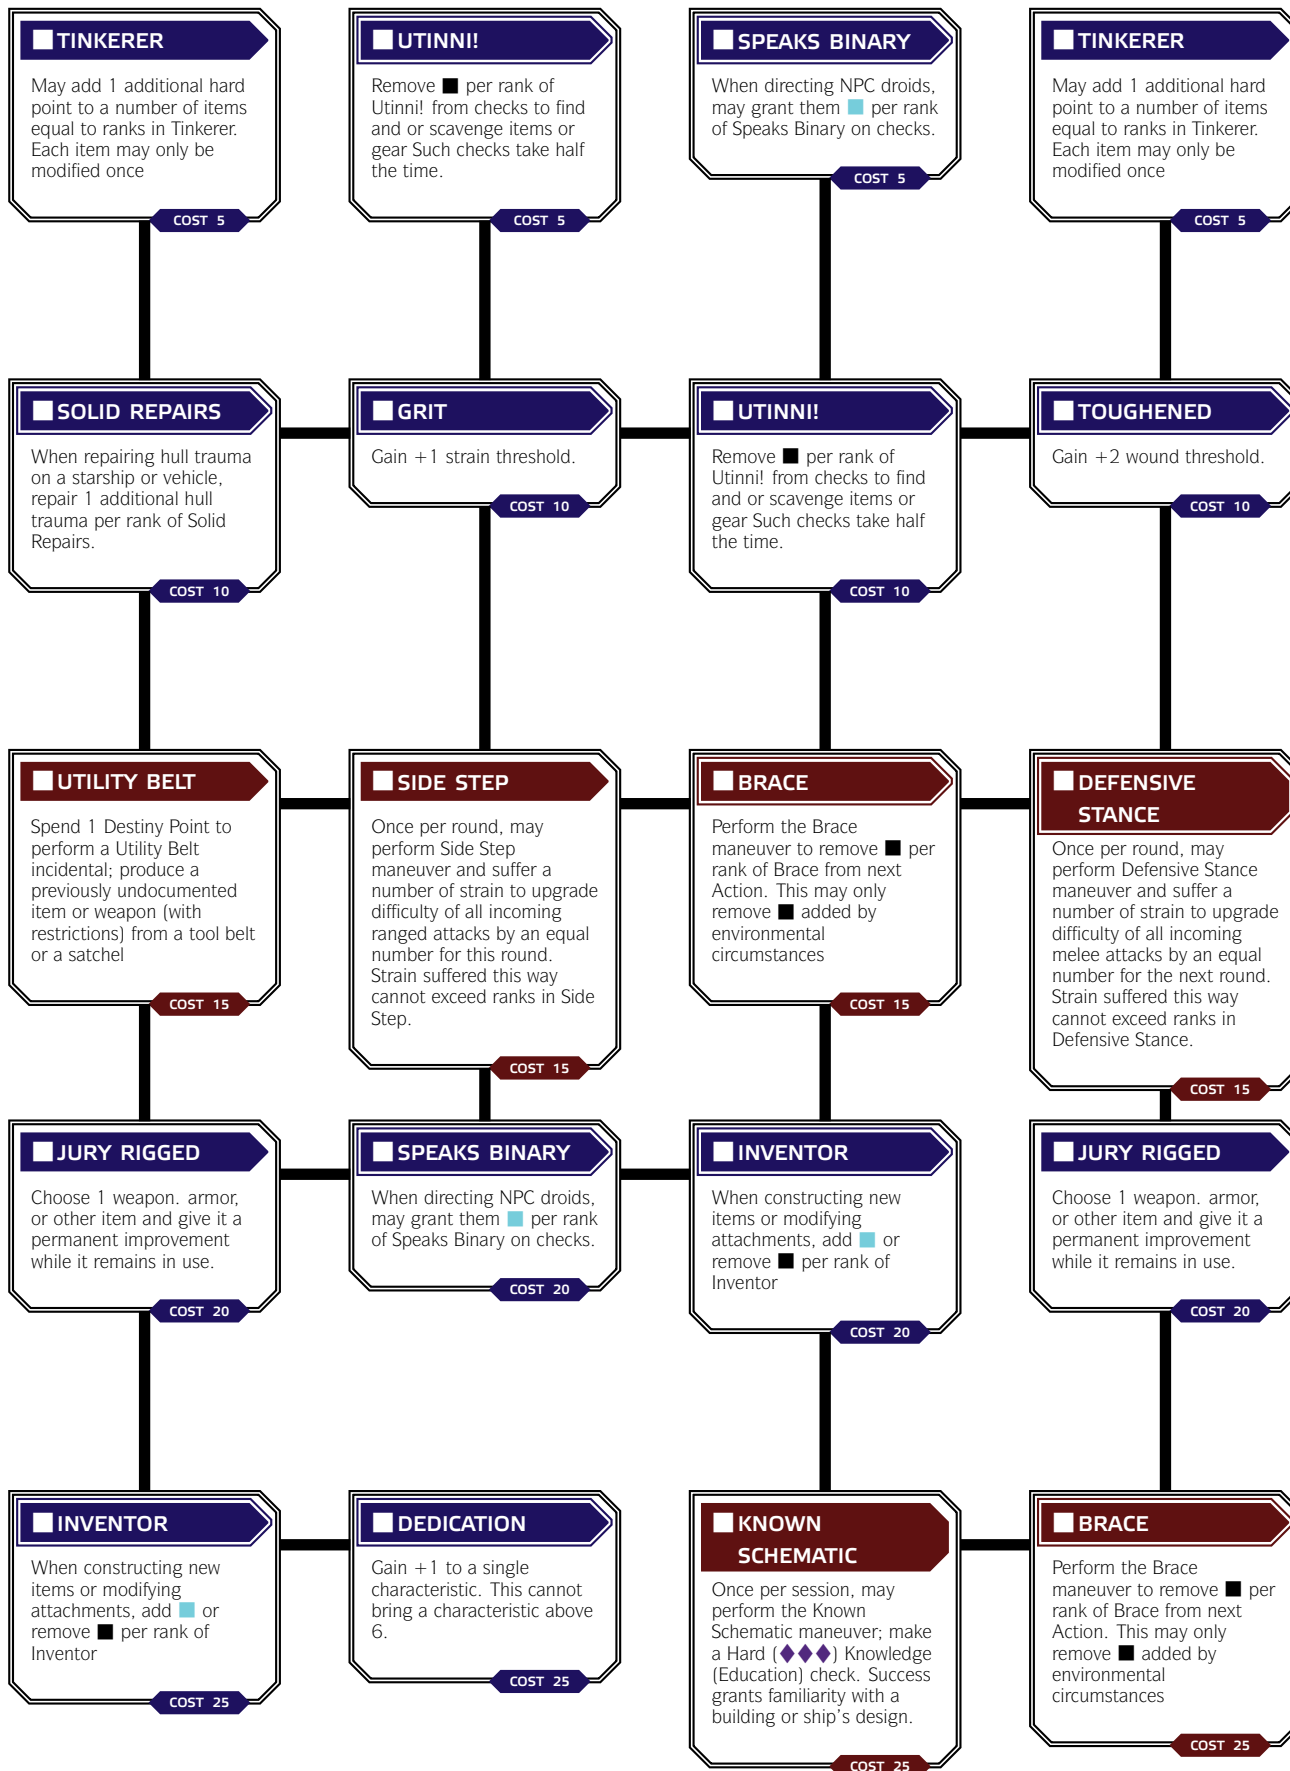 TINKERER
May add 1 additional hard
point to a number of items
equal to ranks in Tinkerer.
Each item may only be
modified once
COST 5
UTINNI!
Remove ■ per rank of
Utinni! from checks to find
and or scavenge items or
gear Such checks take half
the time.
COST 5
SPEAKS BINARY
When directing NPC droids,
may grant them ■ per rank
of Speaks Binary on checks.
COST 5
TINKERER
May add 1 additional hard
point to a number of items
equal to ranks in Tinkerer.
Each item may only be
modified once
COST 5
SOLID REPAIRS
When repairing hull trauma
on a starship or vehicle,
repair 1 additional hull
trauma per rank of Solid
Repairs.
COST 10
GRIT
Gain +1 strain threshold.
COST 10
UTINNI!
Remove ■ per rank of
Utinni! from checks to find
and or scavenge items or
gear Such checks take half
the time.
COST 10
TOUGHENED
Gain +2 wound threshold.
COST 10
UTILITY BELT
Spend 1 Destiny Point to
perform a Utility Belt
incidental; produce a
previously undocumented
item or weapon (with
restrictions) from a tool belt
or a satchel
COST 15
SIDE STEP
Once per round, may
perform Side Step
maneuver and suffer a
number of strain to upgrade
difficulty of all incoming
ranged attacks by an equal
number for this round.
Strain suffered this way
cannot exceed ranks in Side
Step.
COST 15
BRACE
Perform the Brace
maneuver to remove ■ per
rank of Brace from next
Action. This may only
remove ■ added by
environmental
circumstances
COST 15
DEFENSIVE
STANCE
Once per round, may
perform Defensive Stance
maneuver and suffer a
number of strain to upgrade
difficulty of all incoming
melee attacks by an equal
number for the next round.
Strain suffered this way
cannot exceed ranks in
Defensive Stance.
COST 15
JURY RIGGED
Choose 1 weapon. armor,
or other item and give it a
permanent improvement
while it remains in use.
COST 20
SPEAKS BINARY
When directing NPC droids,
may grant them ■ per rank
of Speaks Binary on checks.
COST 20
INVENTOR
When constructing new
items or modifying
attachments, add ■ or
remove ■ per rank of
Inventor
COST 20
JURY RIGGED
Choose 1 weapon. armor,
or other item and give it a
permanent improvement
while it remains in use.
COST 20
INVENTOR
When constructing new
items or modifying
attachments, add ■ or
remove ■ per rank of
Inventor
COST 25
DEDICATION
Gain +1 to a single
characteristic. This cannot
bring a characteristic above
6.
COST 25
KNOWN
SCHEMATIC
Once per session, may
perform the Known
Schematic maneuver; make
a Hard (◆◆◆) Knowledge
(Education) check. Success
grants familiarity with a
building or ship's design.
COST 25
BRACE
Perform the Brace
maneuver to remove ■ per
rank of Brace from next
Action. This may only
remove ■ added by
environmental
circumstances
COST 25